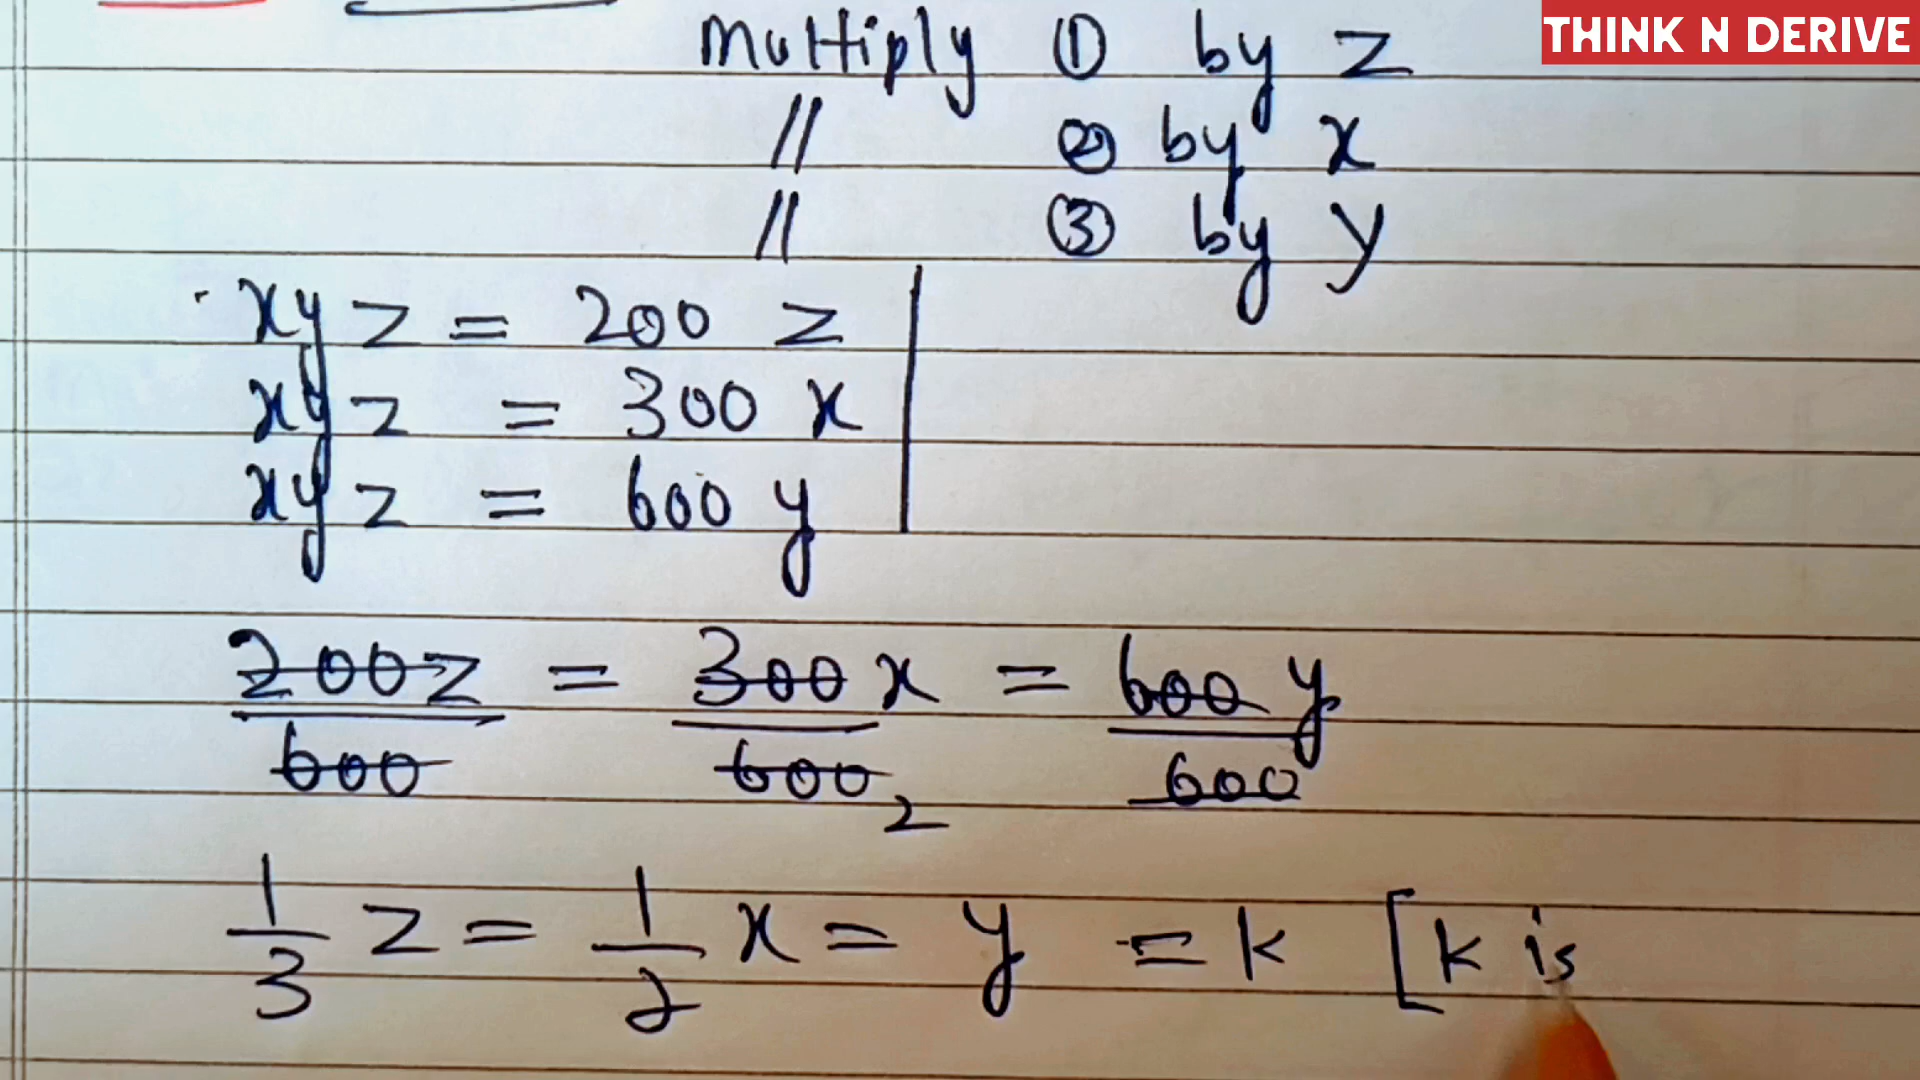 THINK N DERIVE
Multiply ① by z
// ② by x
// ③ by y
xyz = 200 z
xyz = 300 x
xyz = 600 y
200z/600 = 300x/600 2 = 600y/600
1/3 z = 1/2 x = y = k [k is